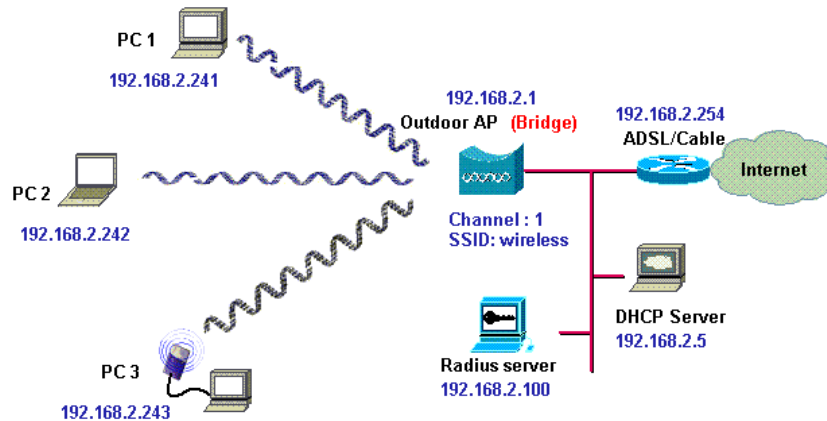 PC 1
192.168.2.241
192.168.2.1
Outdoor AP (Bridge)
192.168.2.254
ADSL/Cable
Internet
PC 2
192.168.2.242
Channel : 1
SSID: wireless
DHCP Server
192.168.2.5
Radius server
192.168.2.100
PC 3
192.168.2.243